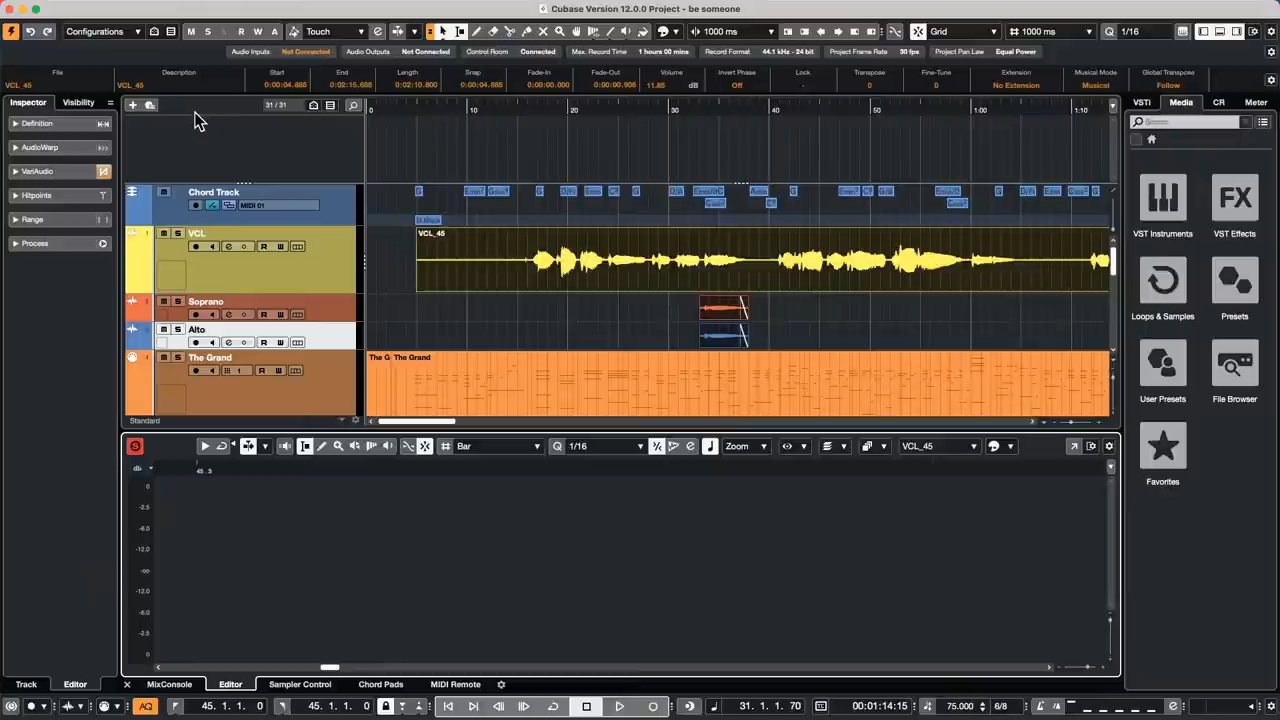 Cubase Version 12.0.0 Project - be someone
Configurations M S L R W A Touch 1000 ms Grid 1000 ms Q 1/16
Audio Inputs Not Connected Audio Outputs Not Connected Control Room Connected Max. Record Time 1 hours 00 mins Record Format 44.1 kHz - 24 bit Project Frame Rate 30 fps Project Pan Law Equal Power
File Description Start End Length Snap Fade-In Fade-Out Volume Invert Phase Lock Transpose Fine-Tune Extension Musical Mode Global Transpose
VCL_45 VCL_45 0:00:04.885 0:02:15.685 0:02:10.800 0:00:04.885 0:00:00.000 0:00:00.905 11.85 dB Off - 0 0 No Extension Musical Follow
Inspector Visibility 31 / 31 0 10 20 30 40 50 1:00 1:10 VSTi Media CR Meter
Definition
AudioWarp
VariAudio
Hitpoints
Range
Process
Chord Track
MIDI 01
VCL VCL_45
R W
Soprano
R W
Alto
R W
The Grand The G The Grand
1 R W
Standard
VST Instruments VST Effects
Loops & Samples Presets
User Presets File Browser
Favorites
S Bar Q 1/16 Zoom VCL_45
db 45. 3
0
-2.5
-6.0
-12.0
-oo
-12.0
-6.0
-2.5
0
Track Editor MixConsole Editor Sampler Control Chord Pads MIDI Remote
AQ 45. 1. 1. 0 45. 1. 1. 0 31. 1. 1. 70 00:01:14:15 75.000 6/8